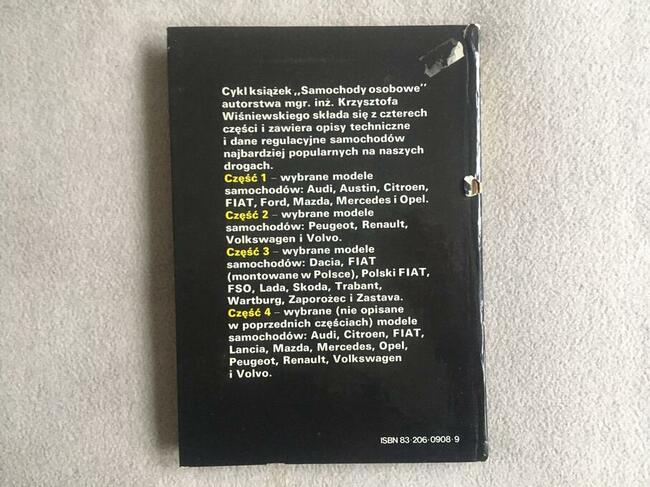 Cykl książek „Samochody osobowe"
autorstwa mgr. inż. Krzysztofa
Wiśniewskiego składa się z czterech
części i zawiera opisy techniczne
i dane regulacyjne samochodów
najbardziej popularnych na naszych
drogach.
Część 1 – wybrane modele
samochodów: Audi, Austin, Citroen,
FIAT, Ford, Mazda, Mercedes i Opel.
Część 2 – wybrane modele
samochodów: Peugeot, Renault,
Volkswagen i Volvo.
Część 3 – wybrane modele
samochodów: Dacia, FIAT
(montowane w Polsce), Polski FIAT,
FSO, Lada, Skoda, Trabant,
Wartburg, Zaporożec i Zastava.
Część 4 – wybrane (nie opisane
w poprzednich częściach) modele
samochodów: Audi, Citroen, FIAT,
Lancia, Mazda, Mercedes, Opel,
Peugeot, Renault, Volkswagen
i Volvo.
ISBN 83-206-0908-9